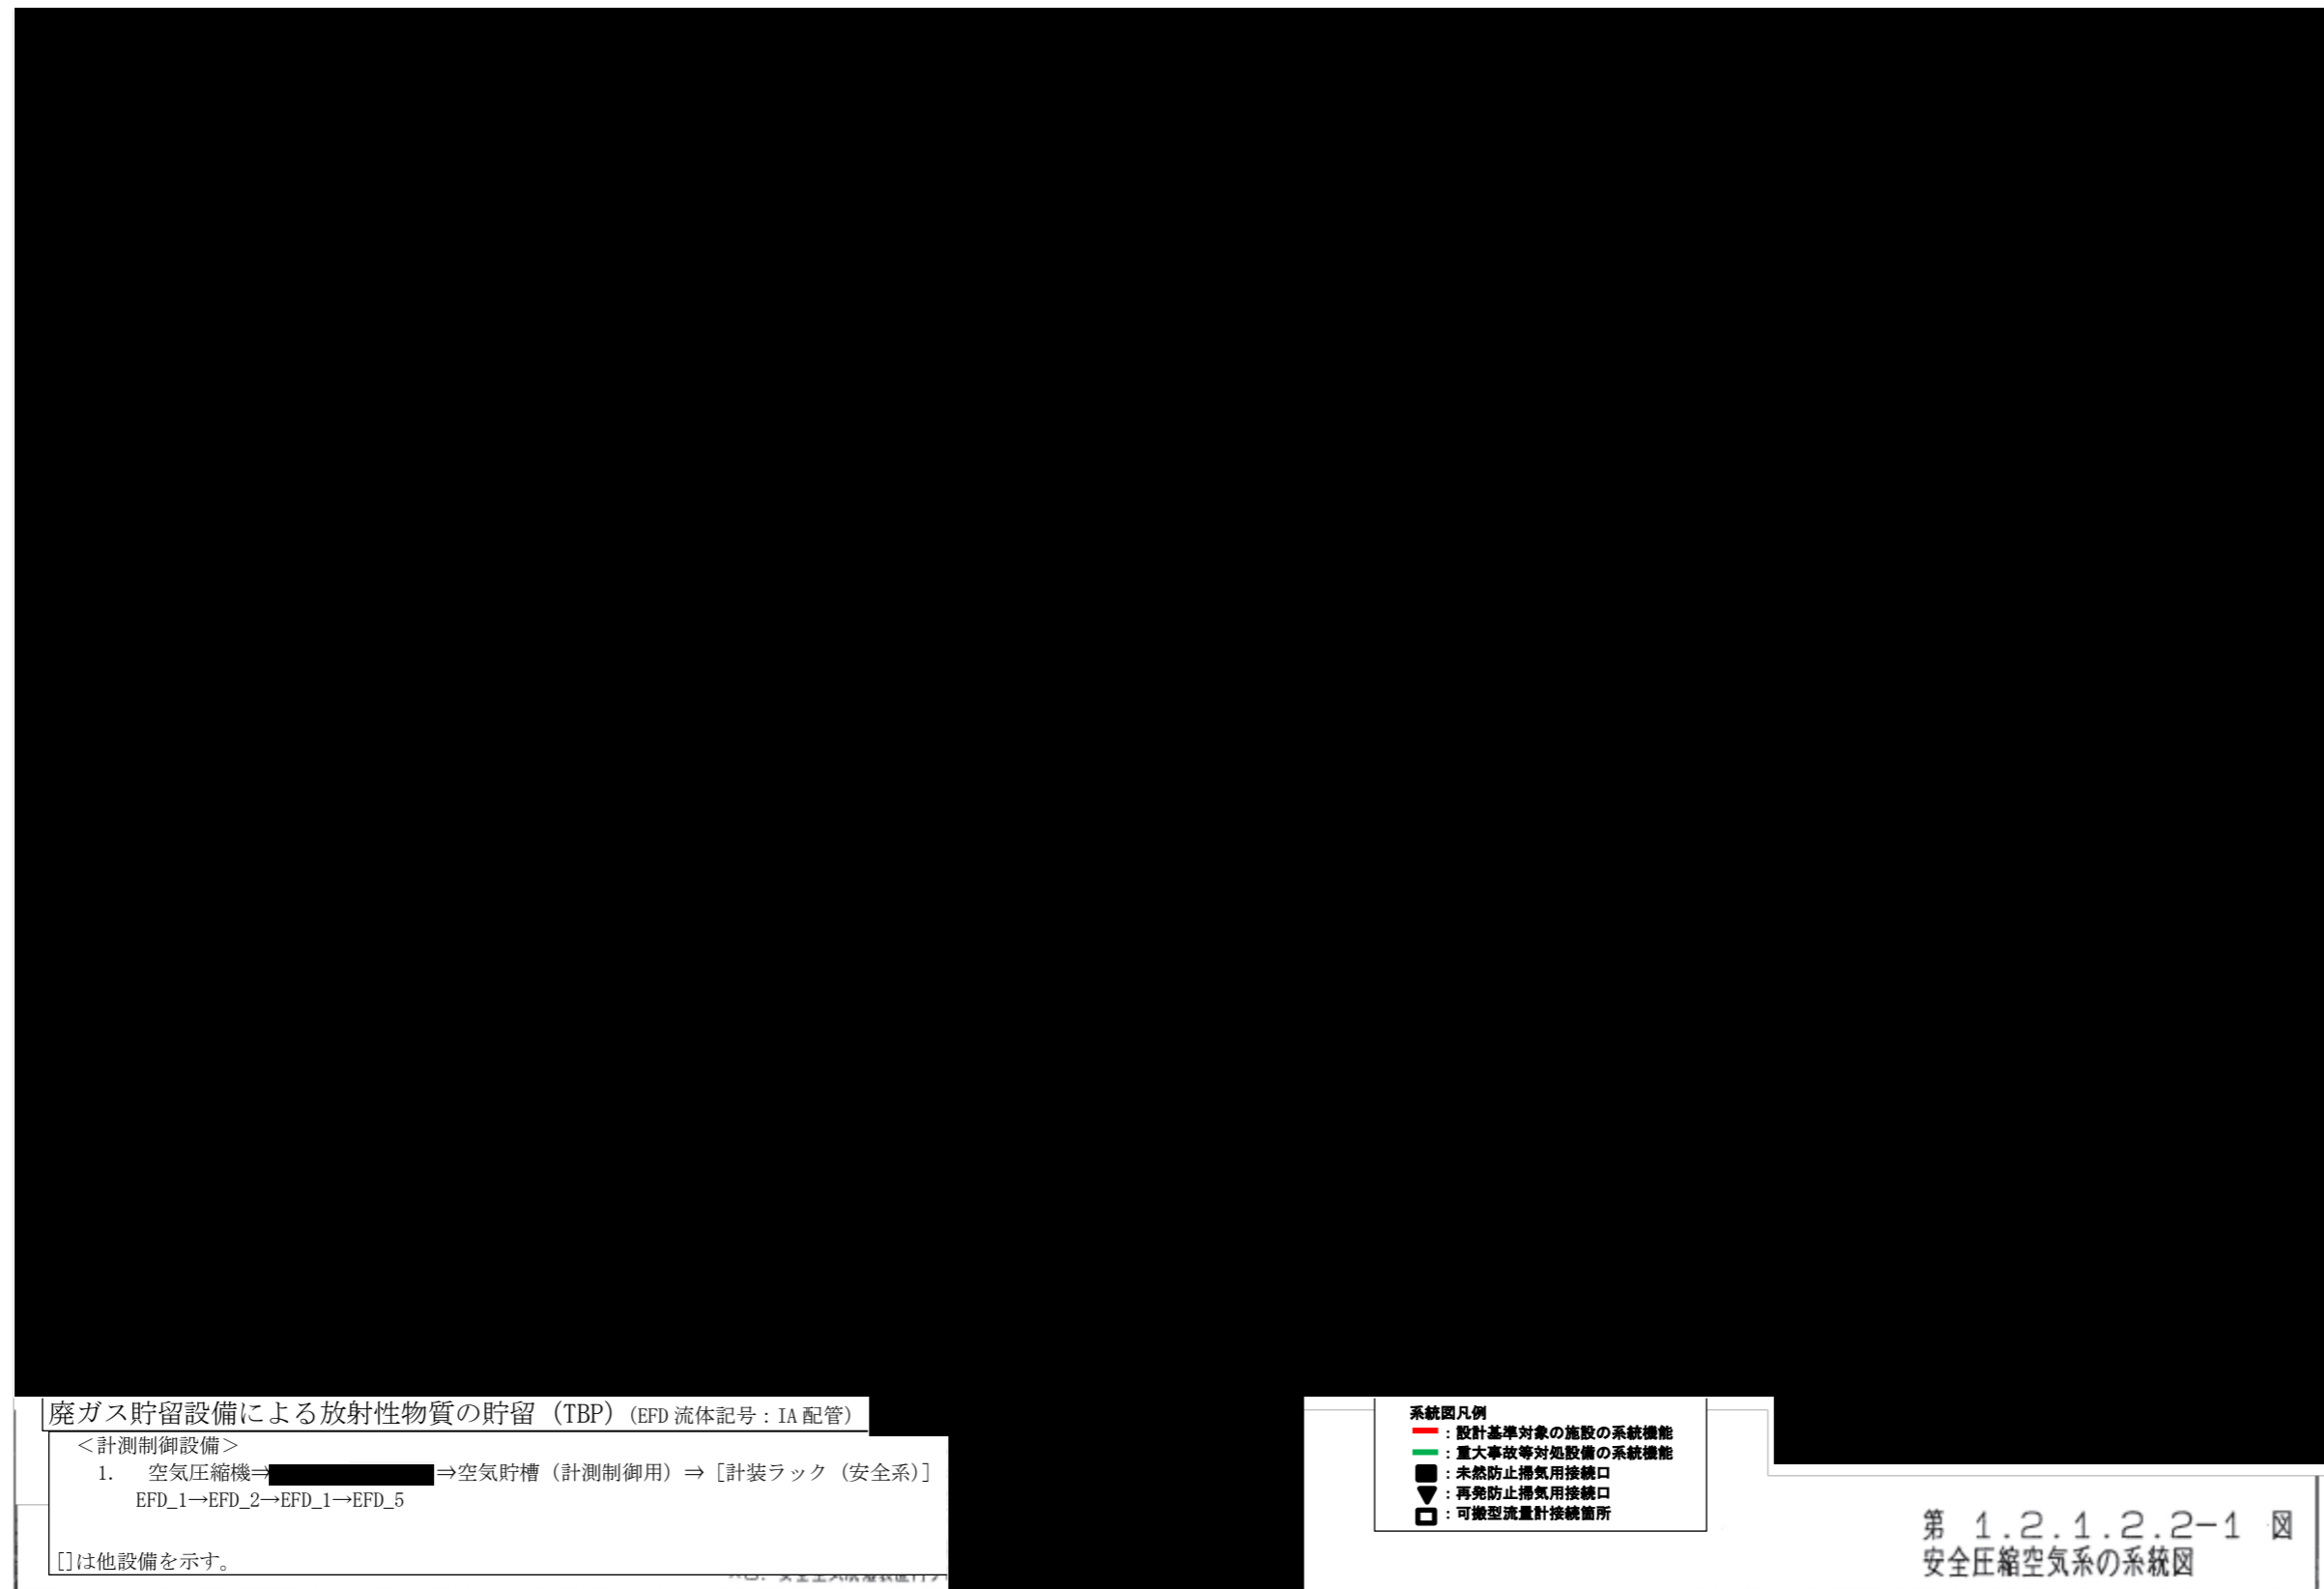 廃ガス貯留設備による放射性物質の貯留（TBP）(EFD 流体記号：IA 配管)
＜計測制御設備＞
1. 空気圧縮機⇒ ⇒空気貯槽（計測制御用）⇒［計装ラック（安全系）］
EFD_1→EFD_2→EFD_1→EFD_5
[]は他設備を示す。
系統図凡例
：設計基準対象の施設の系統機能
：重大事故等対処設備の系統機能
：未然防止掃気用接続口
：再発防止掃気用接続口
：可搬型流量計接続箇所
第 1.2.1.2.2-1 図
安全圧縮空気系の系統図